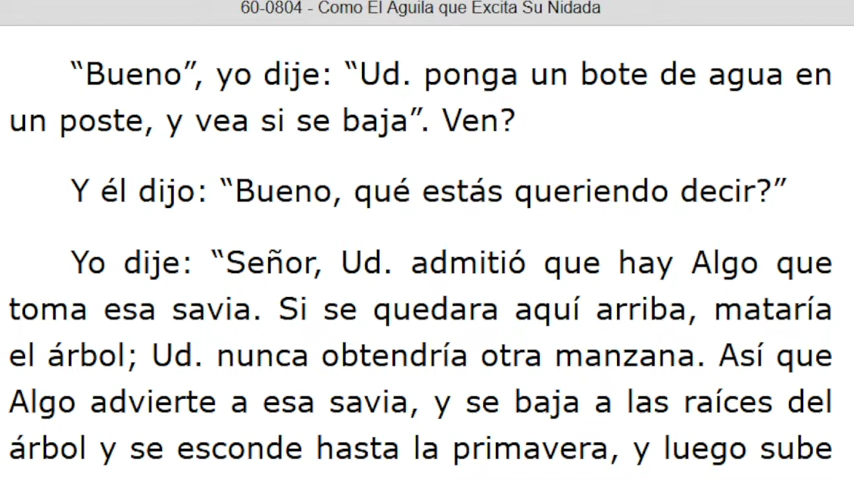 60-0804 - Como El Aguila que Excita Su Nidada
“Bueno”, yo dije: “Ud. ponga un bote de agua en
un poste, y vea si se baja”. Ven?
Y él dijo: “Bueno, qué estás queriendo decir?”
Yo dije: “Señor, Ud. admitió que hay Algo que
toma esa savia. Si se quedara aquí arriba, mataría
el árbol; Ud. nunca obtendría otra manzana. Así que
Algo advierte a esa savia, y se baja a las raíces del
árbol y se esconde hasta la primavera, y luego sube